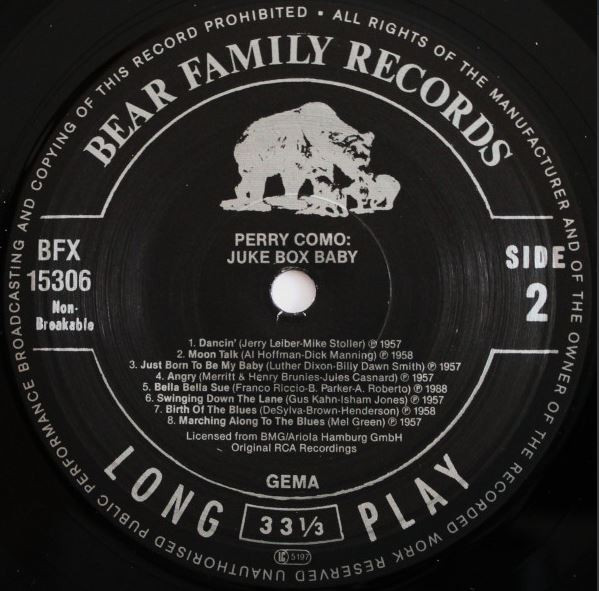 ALL RIGHTS OF THE MANUFACTURER AND OF THE OWNER OF THE RECORDED WORK RESERVED UNAUTHORISED PUBLIC PERFORMANCE BROADCASTING AND COPYING OF THIS RECORD PROHIBITED •
BEAR FAMILY RECORDS
PERRY COMO:
JUKE BOX BABY
BFX
15306
Non-
Breakable
SIDE
2
1. Dancin' (Jerry Leiber-Mike Stoller) ℗ 1957
2. Moon Talk (Al Hoffman-Dick Manning) ℗ 1958
3. Just Born To Be My Baby (Luther Dixon-Billy Dawn Smith) ℗ 1957
4. Angry (Merritt & Henry Brunies-Jules Casnard) ℗ 1957
5. Bella Bella Sue (Franco Riccio-B. Parker-A. Roberto) ℗ 1988
6. Swinging Down The Lane (Gus Kahn-Isham Jones) ℗ 1957
7. Birth Of The Blues (DeSylva-Brown-Henderson) ℗ 1958
8. Marching Along To The Blues (Mel Green) ℗ 1957
Licensed from BMG/Ariola Hamburg GmbH
Original RCA Recordings
GEMA
LONG PLAY
33 1/3
LC 5197